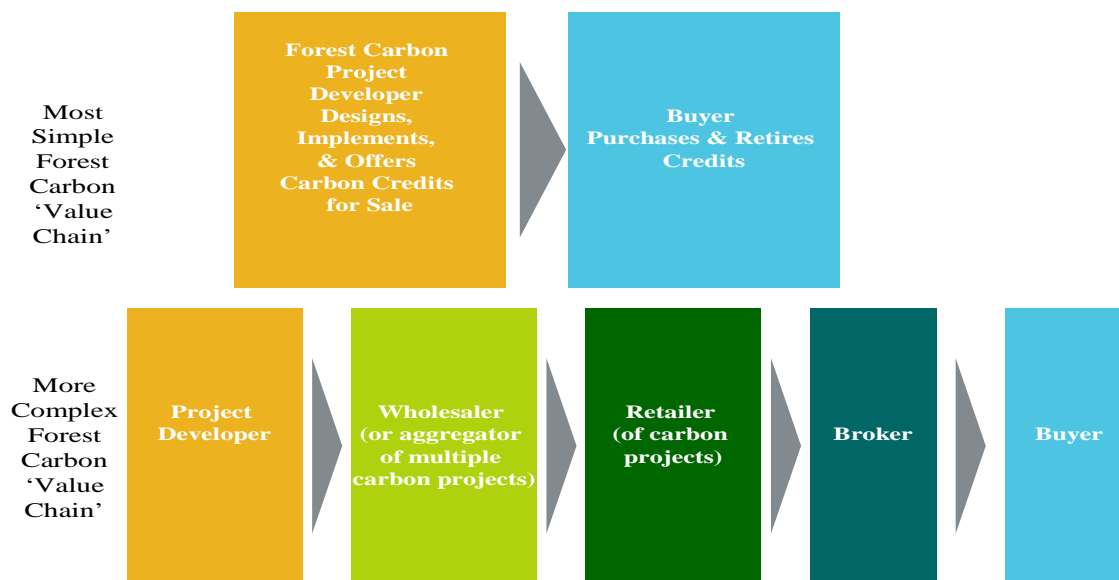 Most
Simple
Forest
Carbon
‘Value
Chain’
Forest Carbon
Project
Developer
Designs,
Implements,
& Offers
Carbon Credits
for Sale
Buyer
Purchases & Retires
Credits
More
Complex
Forest
Carbon
‘Value
Chain’
Project
Developer
Wholesaler
(or aggregator
of multiple
carbon projects)
Retailer
(of carbon
projects)
Broker
Buyer